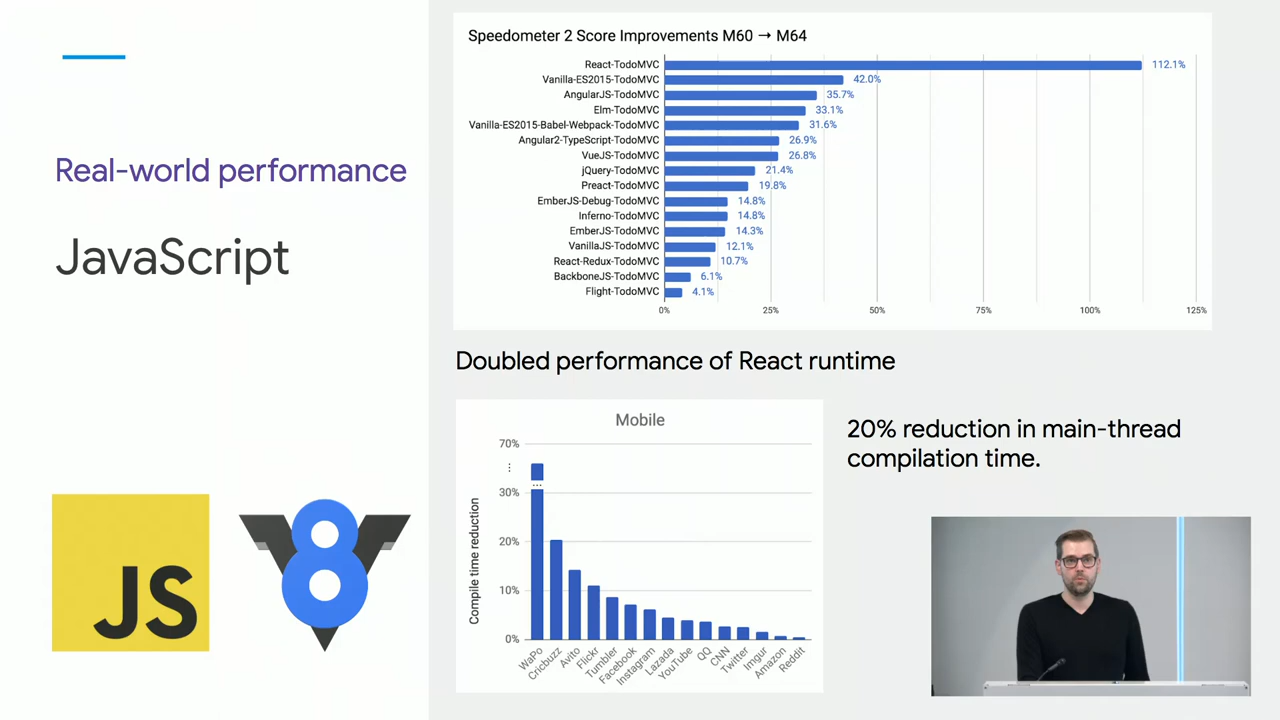 Real-world performance
JavaScript
JS
V8
Speedometer 2 Score Improvements M60 → M64
React-TodoMVC 112.1%
Vanilla-ES2015-TodoMVC 42.0%
AngularJS-TodoMVC 35.7%
Elm-TodoMVC 33.1%
Vanilla-ES2015-Babel-Webpack-TodoMVC 31.6%
Angular2-TypeScript-TodoMVC 26.9%
VueJS-TodoMVC 26.8%
jQuery-TodoMVC 21.4%
Preact-TodoMVC 19.8%
EmberJS-Debug-TodoMVC 14.8%
Inferno-TodoMVC 14.8%
EmberJS-TodoMVC 14.3%
VanillaJS-TodoMVC 12.1%
React-Redux-TodoMVC 10.7%
BackboneJS-TodoMVC 6.1%
Flight-TodoMVC 4.1%
0% 25% 50% 75% 100% 125%
Doubled performance of React runtime
Mobile
Compile time reduction
70%
⋮
...
30%
20%
10%
0%
WaPo
Cricbuzz
Avito
Flickr
Tumbler
Facebook
Instagram
Lazada
YouTube
QQ
CNN
Twitter
Imgur
Amazon
Reddit
20% reduction in main-thread
compilation time.